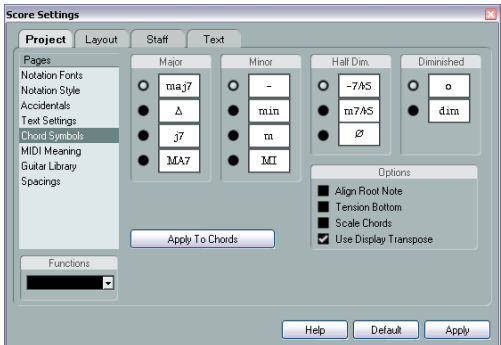 Score Settings
Project Layout Staff Text
Pages
Notation Fonts
Notation Style
Accidentals
Text Settings
Chord Symbols
MIDI Meaning
Guitar Library
Spacings
Functions
Major
maj7
Δ
j7
MA7
Minor
-
min
m
MI
Half Dim.
-7/♭5
m7/♭5
Ø
Diminished
o
dim
Options
Align Root Note
Tension Bottom
Scale Chords
Use Display Transpose
Apply To Chords
Help Default Apply